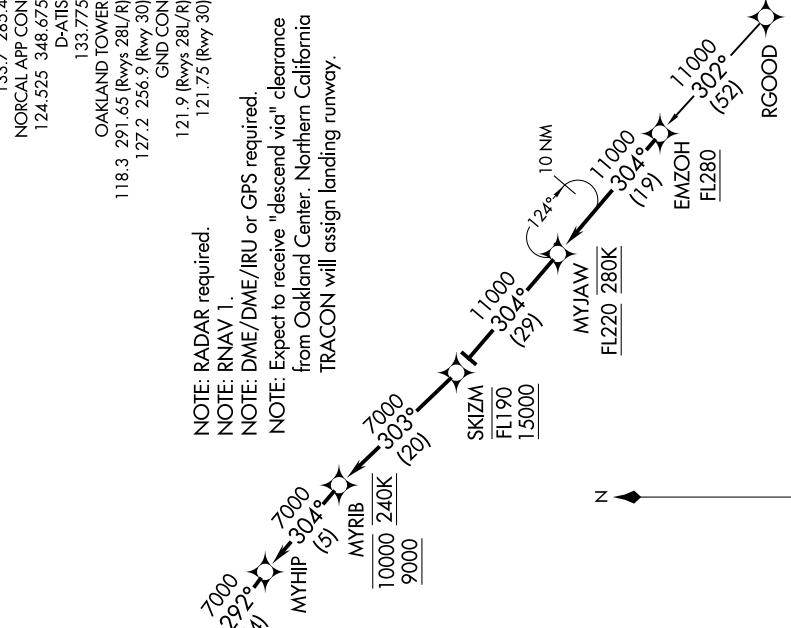 NORCAL APP CON
124.525 348.675
D-ATIS
133.775
OAKLAND TOWER
118.3 291.65 (Rwys 28L/R)
127.2 256.9 (Rwy 30)
GND CON
121.9 (Rwys 28L/R)
121.75 (Rwy 30)
NOTE: RADAR required.
NOTE: RNAV 1.
NOTE: DME/DME/IRU or GPS required.
NOTE: Expect to receive "descend via" clearance
from Oakland Center. Northern California
TRACON will assign landing runway.
RGOOD
11000
302°
(52)
EMZOH
FL280
11000
304°
(19)
10 NM
124°
MYJAW
FL220 280K
11000
304°
(29)
SKIZM
FL190
15000
7000
303°
(20)
MYRIB
240K
10000
9000
7000
304°
(5)
MYHIP
7000
292°
N